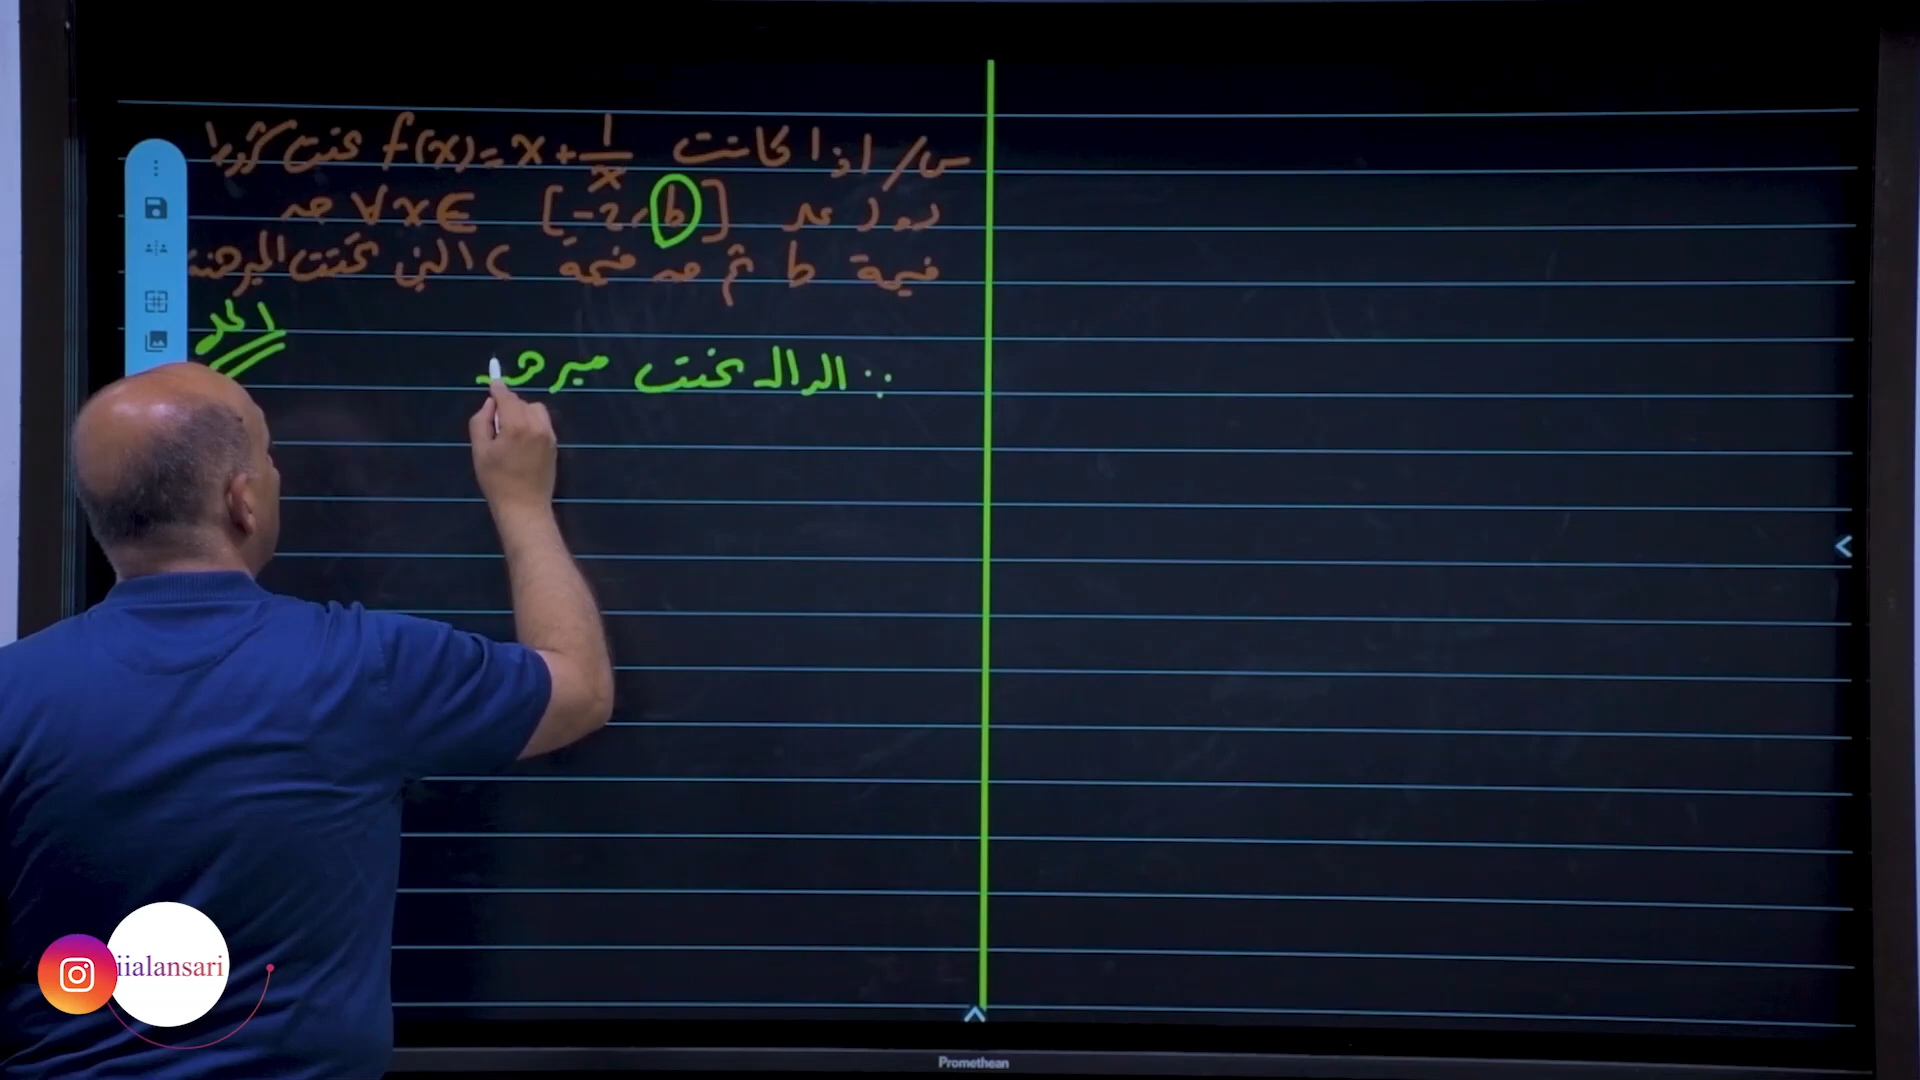 س/ اذا كانت f(x)=x+1/x تحقق شروط
رول على [-2, b] ∀x∈ جد
قيمة b ثم جد قيمة c التي تحقق المبرهنة
الحل
∵ الدالة تحقق مبرهنة
iialansari
Promethean